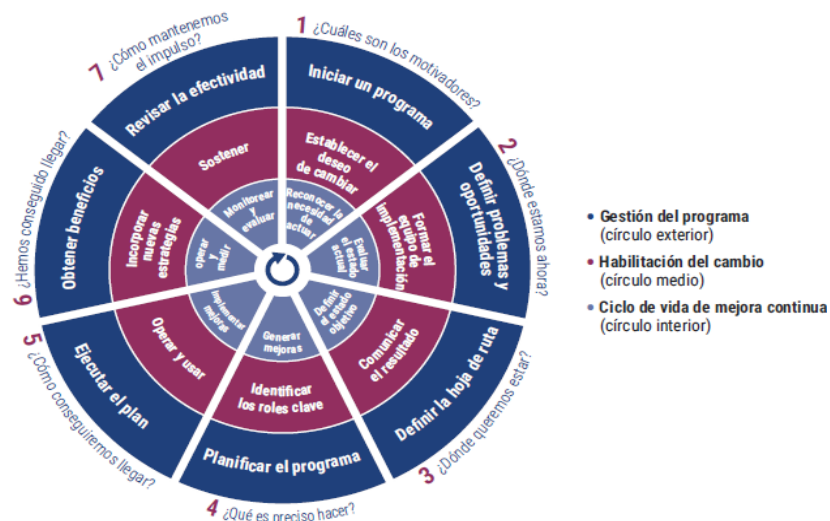 1 ¿Cuáles son los motivadores?
Iniciar un programa
Establecer el
deseo
de cambiar
Reconocer la
necesidad
de
actuar
2 ¿Dónde estamos ahora?
Definir problemas y
oportunidades
Formar el
equipo de
implementación
Evaluar
el estado
actual
3 ¿Dónde queremos estar?
Definir la hoja de ruta
Comunicar
el resultado
Definir
el estado
objetivo
4 ¿Qué es preciso hacer?
Planificar el programa
Identificar
los roles clave
Generar
mejoras
5 ¿Cómo conseguiremos llegar?
Ejecutar el plan
Operar y usar
Implementar
mejoras
6 ¿Hemos conseguido llegar?
Obtener beneficios
Incorporar
nuevas
estrategias
operar
y
medir
7 ¿Cómo mantenemos
el impulso?
Revisar la efectividad
Sostener
Monitorear
y
evaluar
• Gestión del programa
(círculo exterior)
• Habilitación del cambio
(círculo medio)
• Ciclo de vida de mejora continua
(círculo interior)